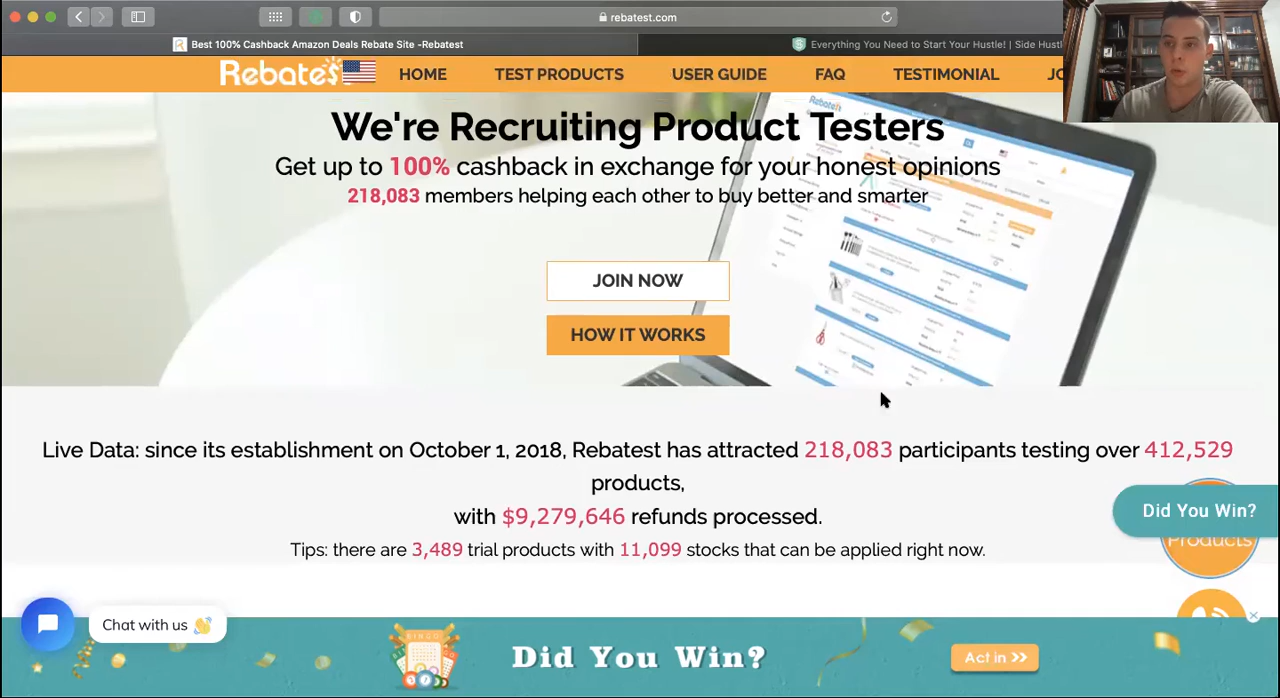 rebatest.com
Best 100% Cashback Amazon Deals Rebate Site -Rebatest
Everything You Need to Start Your Hustle! | Side Hustl
Rebatest
HOME
TEST PRODUCTS
USER GUIDE
FAQ
TESTIMONIAL
JO
We're Recruiting Product Testers
Get up to 100% cashback in exchange for your honest opinions
218,083 members helping each other to buy better and smarter
JOIN NOW
HOW IT WORKS
Live Data: since its establishment on October 1, 2018, Rebatest has attracted 218,083 participants testing over 412,529
products,
with $9,279,646 refunds processed.
Tips: there are 3,489 trial products with 11,099 stocks that can be applied right now.
Did You Win?
Products
Chat with us 👋
BINGO
Did You Win?
Act in >>